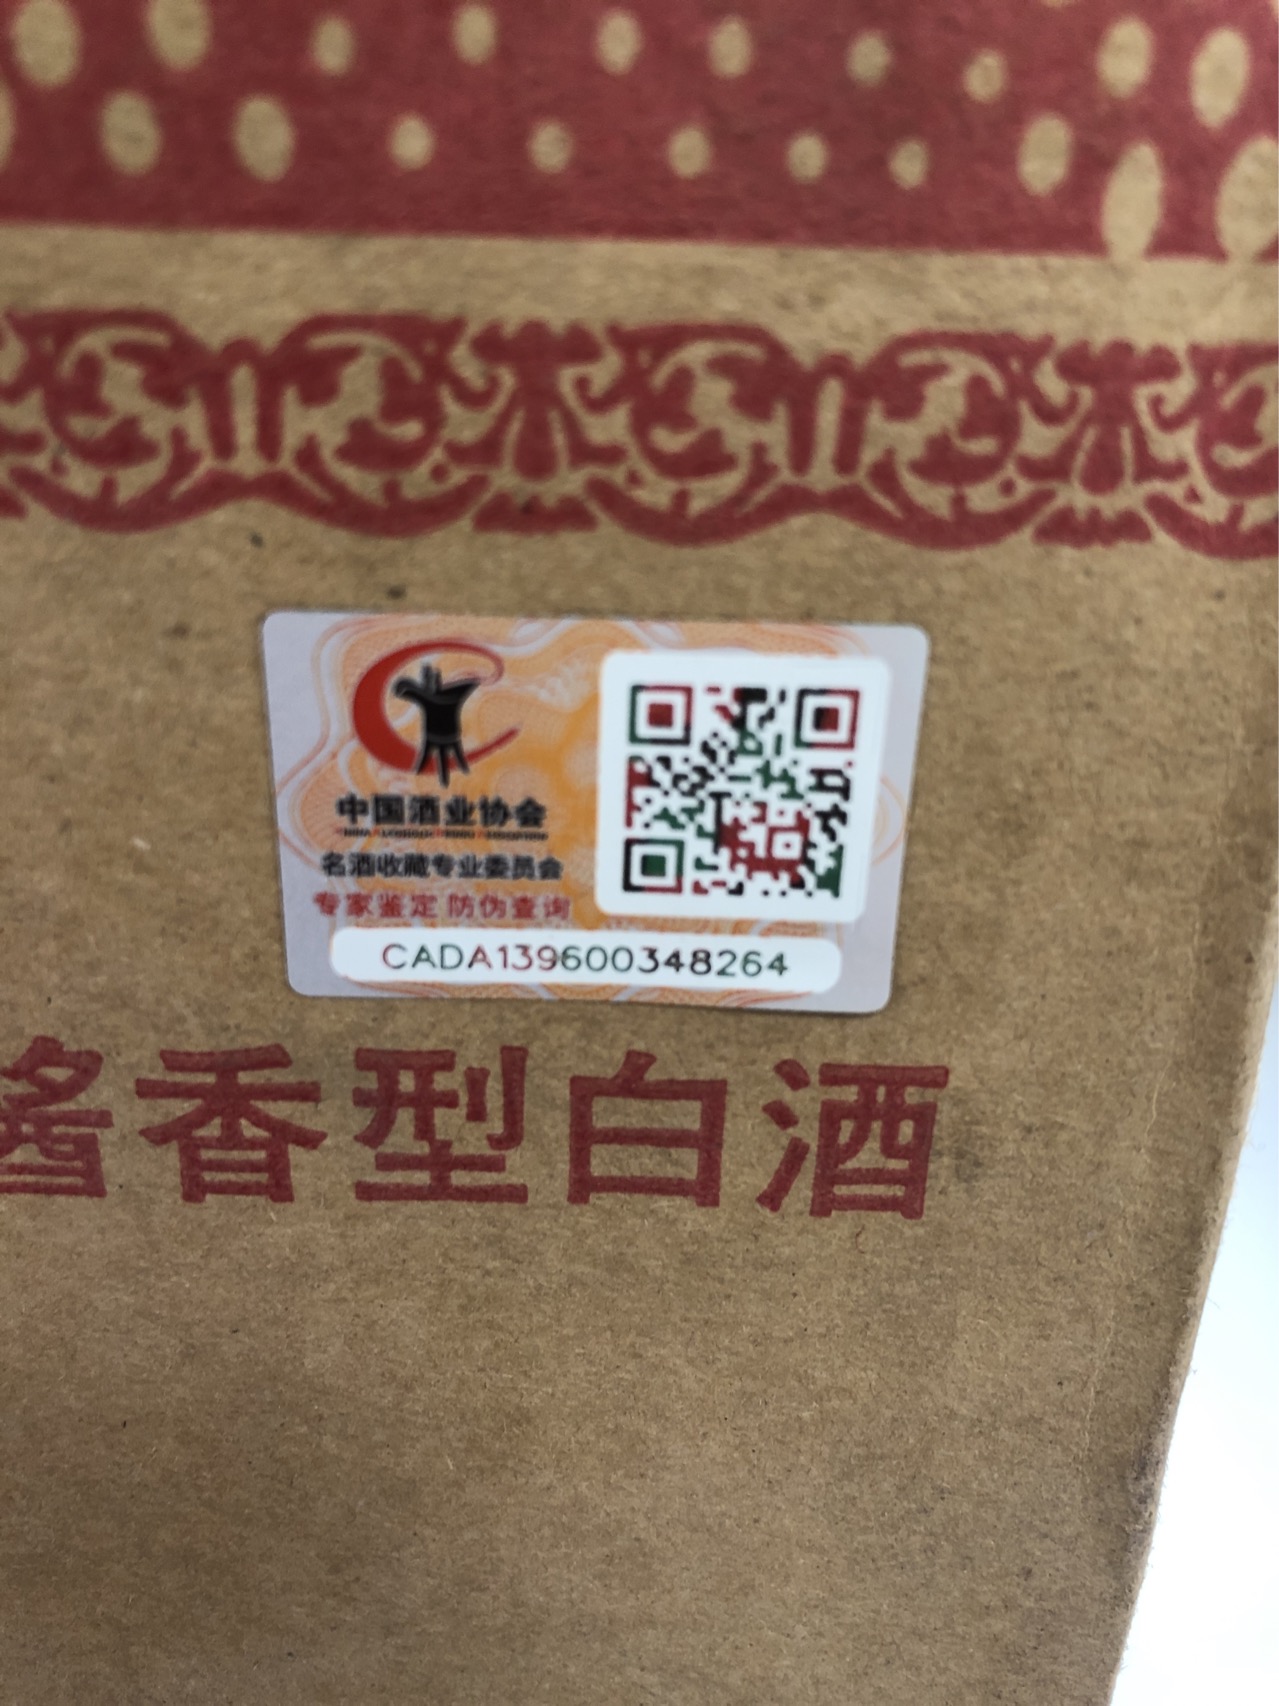 中国酒业协会
名酒收藏专业委员会
专家鉴定 防伪查询
CADA139600348264
酱香型白酒